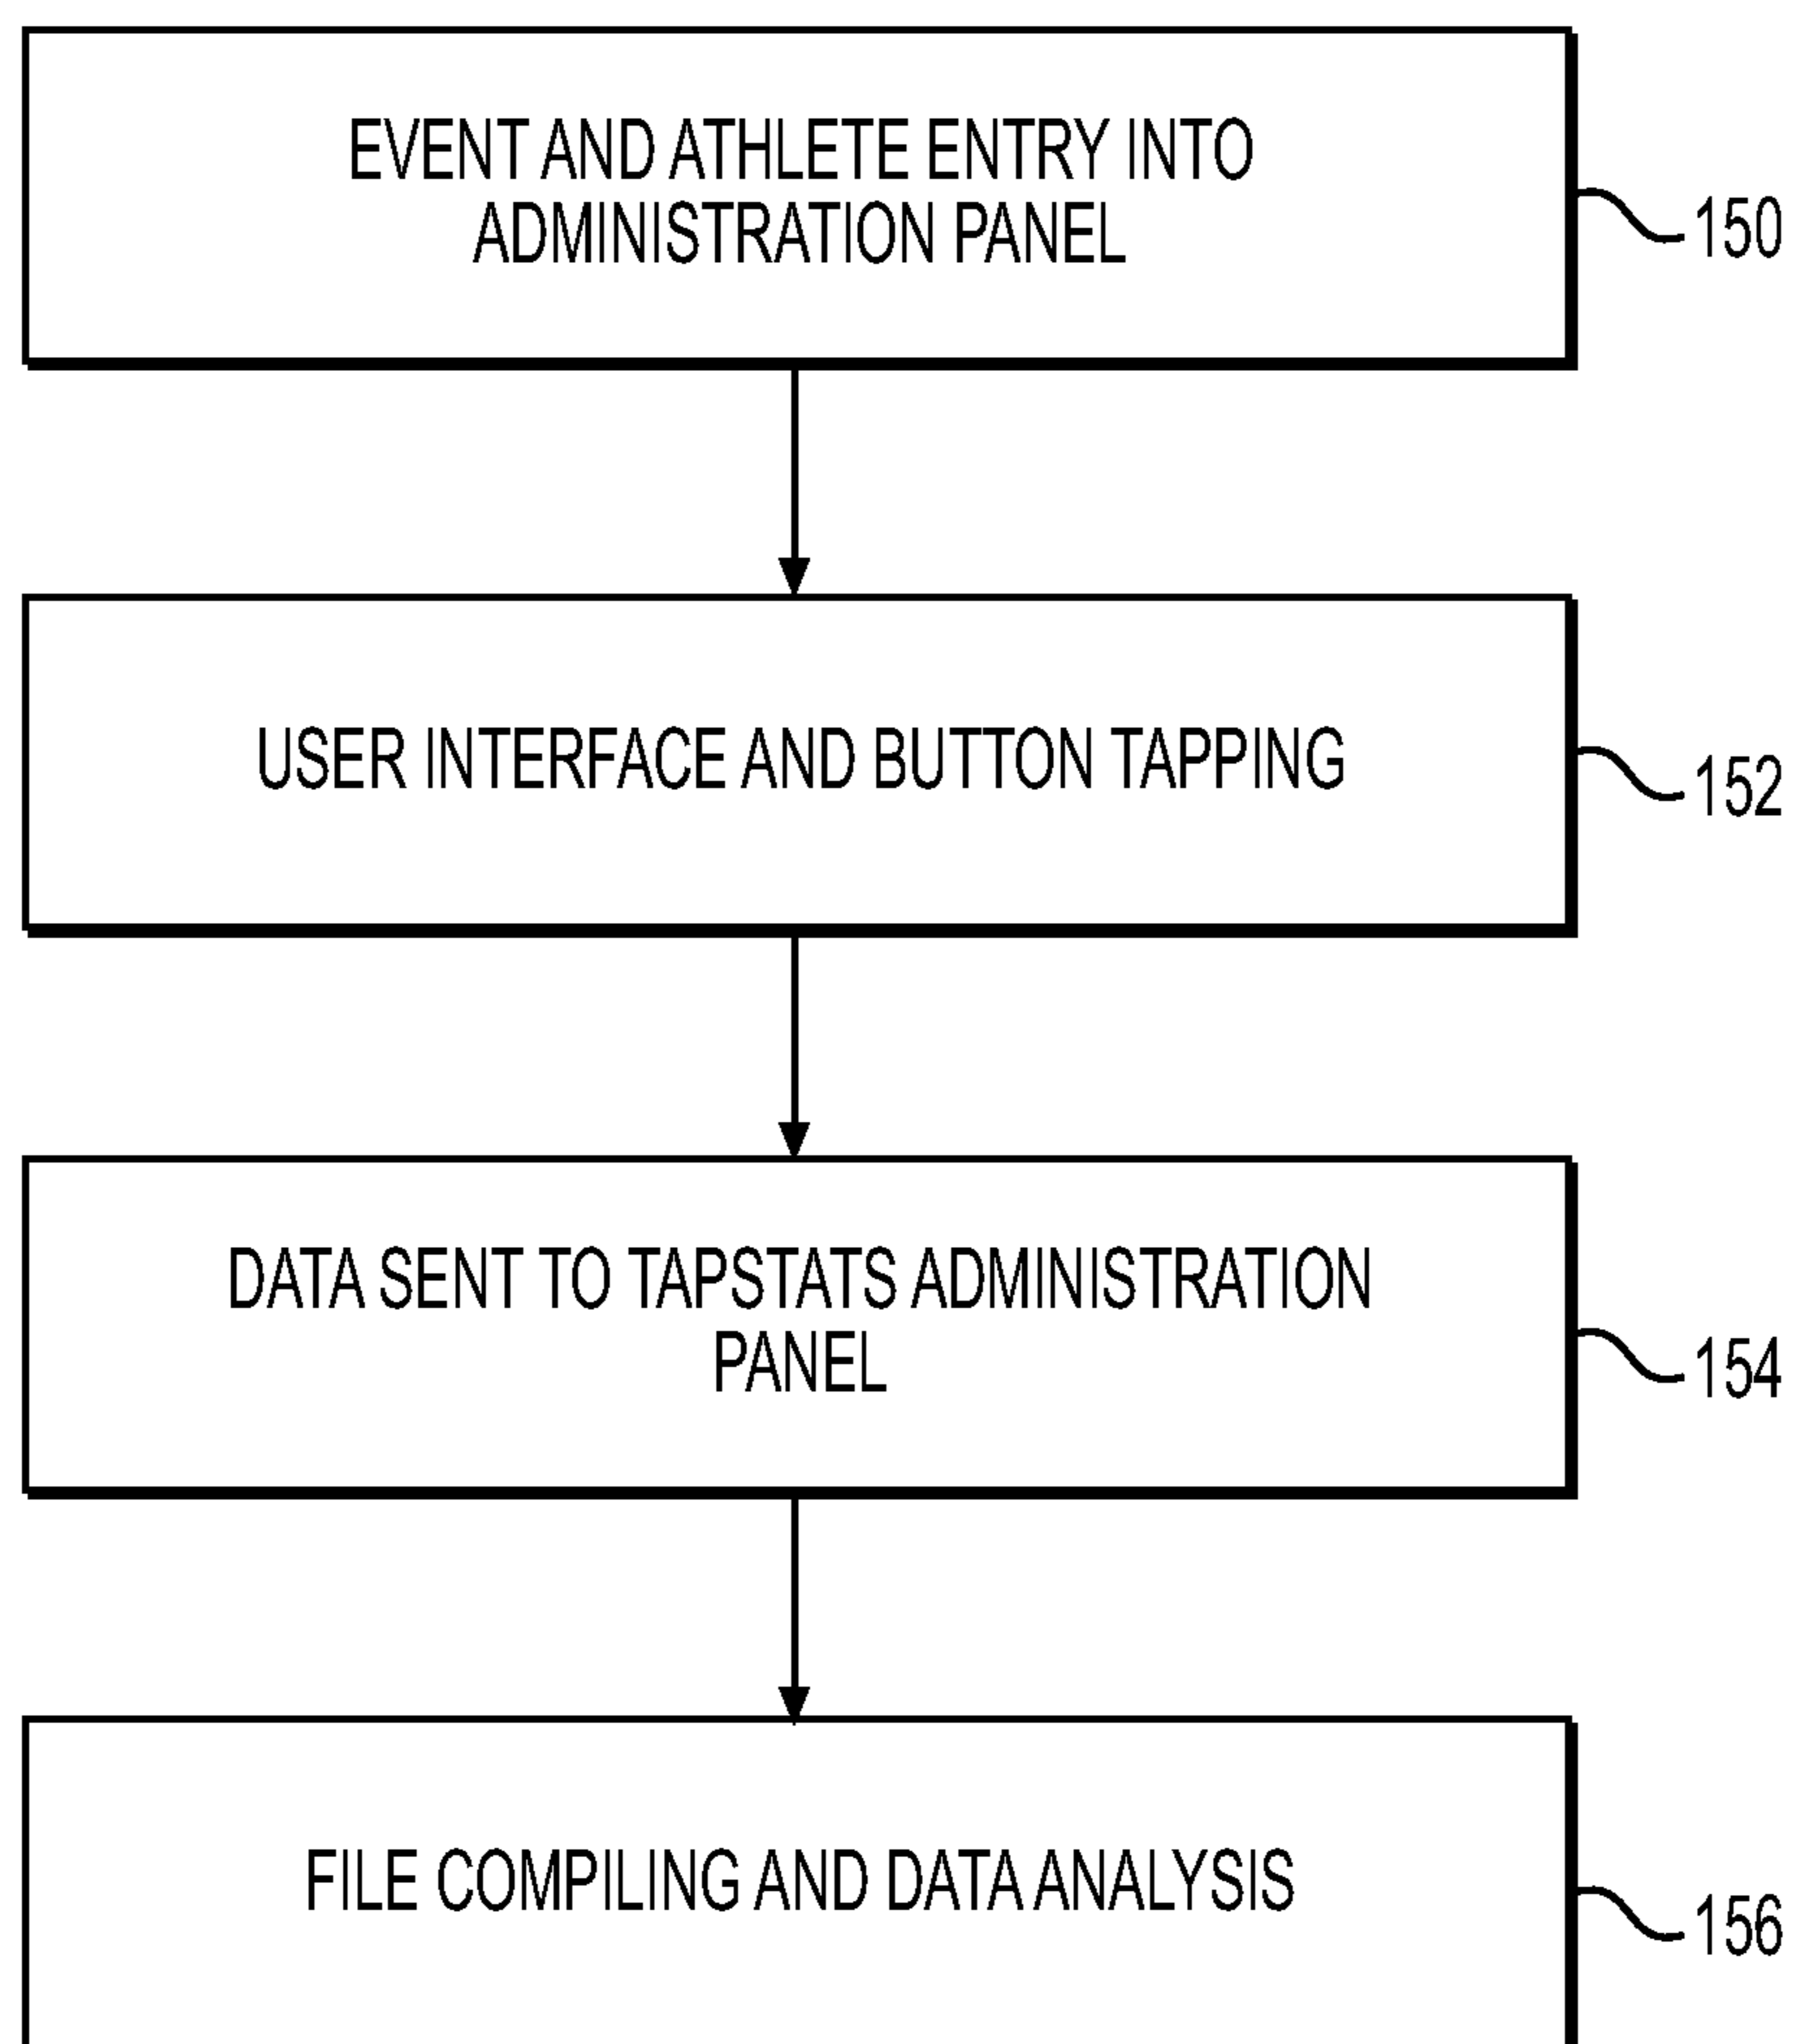 EVENT AND ATHLETE ENTRY INTO
ADMINISTRATION PANEL
150
USER INTERFACE AND BUTTON TAPPING
152
DATA SENT TO TAPSTATS ADMINISTRATION
PANEL
154
FILE COMPILING AND DATA ANALYSIS
156